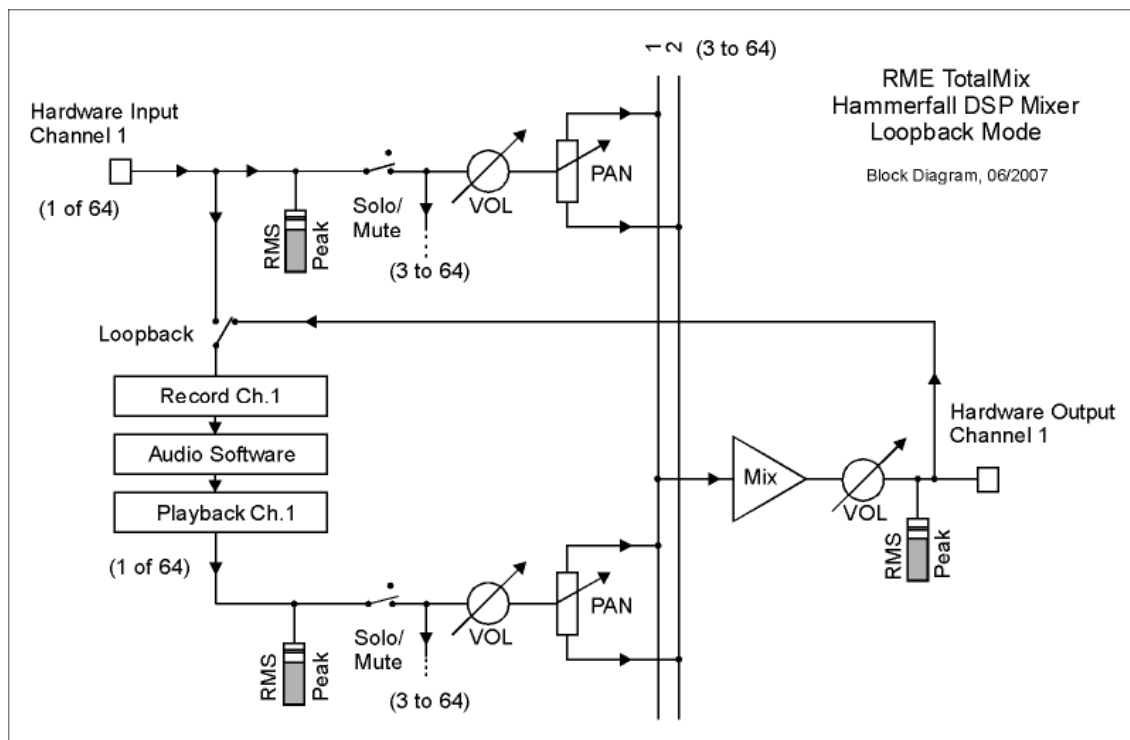 1
2
(3 to 64)
RME TotalMix
Hammerfall DSP Mixer
Loopback Mode
Block Diagram, 06/2007
Hardware Input
Channel 1
(1 of 64)
RMS
Peak
Solo/
Mute
(3 to 64)
VOL
PAN
Loopback
Record Ch.1
Audio Software
Playback Ch.1
(1 of 64)
RMS
Peak
Solo/
Mute
(3 to 64)
VOL
PAN
Mix
VOL
RMS
Peak
Hardware Output
Channel 1